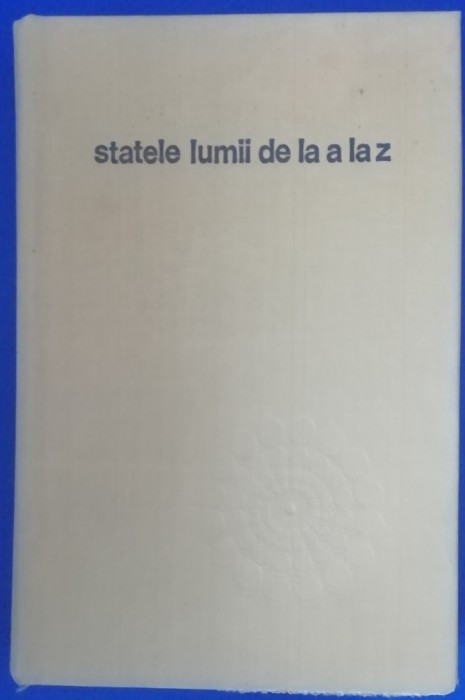 statele lumii de la a la z